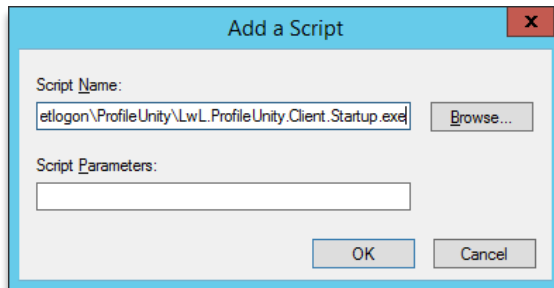 Add a Script
x
Script Name:
etlogon\ProfileUnity\LwL.ProfileUnity.Client.Startup.exe
Browse...
Script Parameters:
OK
Cancel